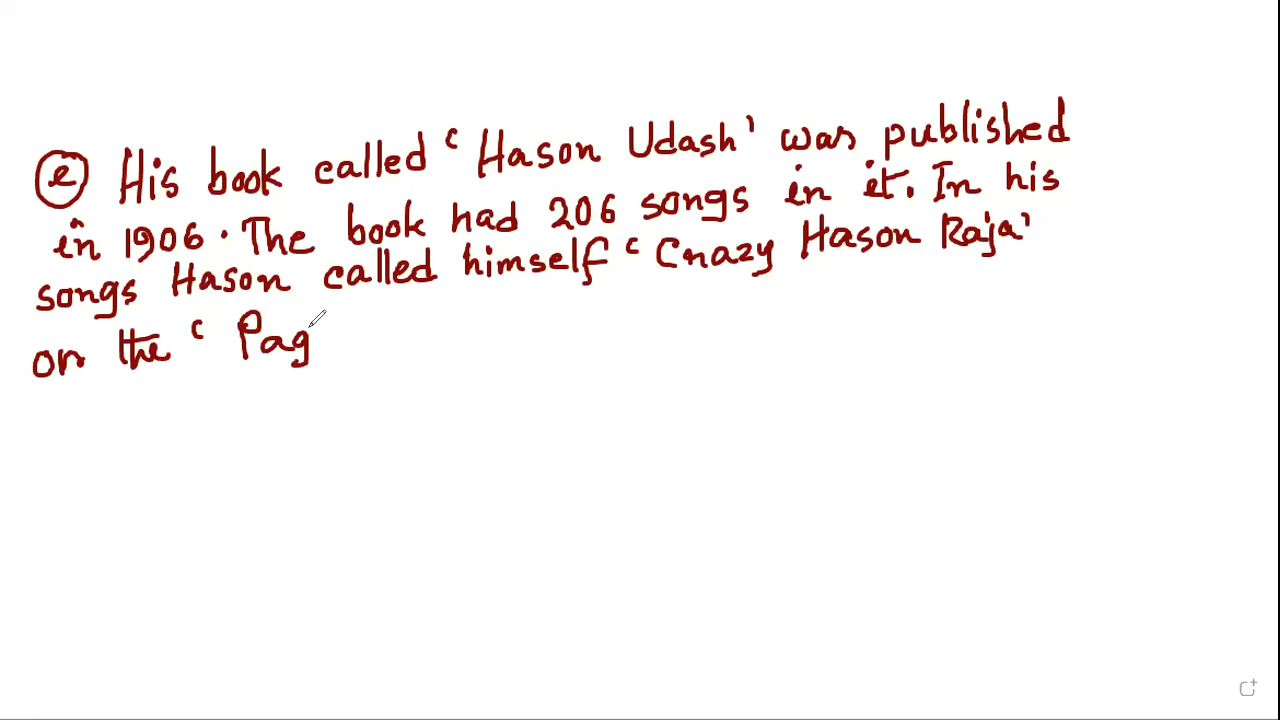 ⓔ His book called ‘ Hason Udash’ was published
in 1906. The book had 206 songs in it. In his
songs Hason called himself ‘ Crazy Hason Raja’
or the ‘ Pag